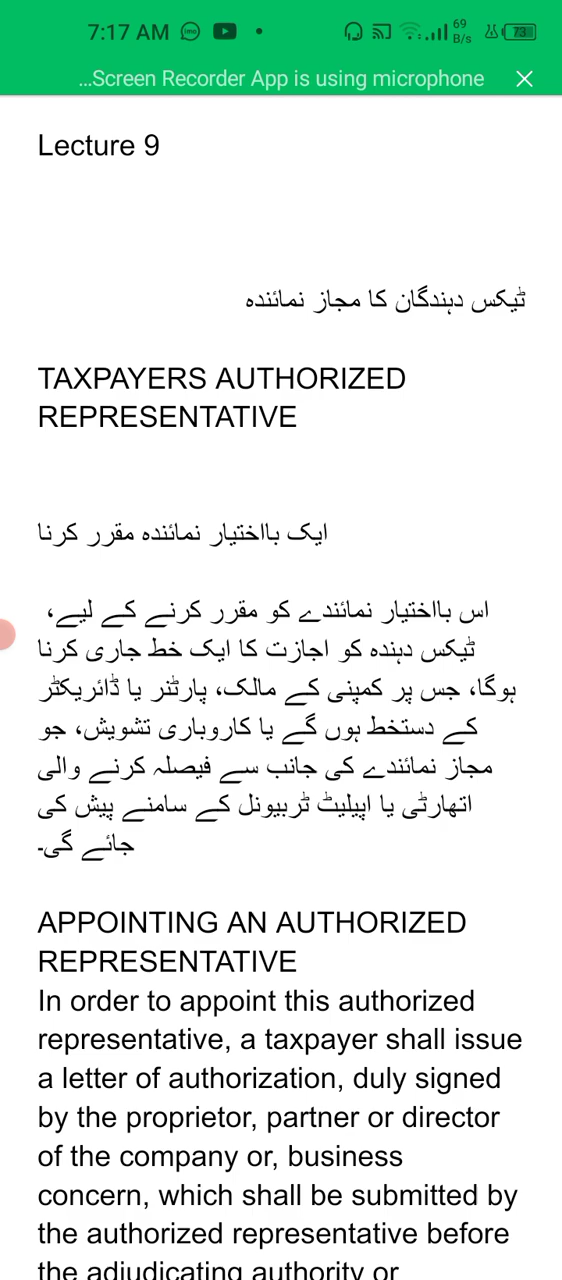 7:17 AM
69 B/s
73
...Screen Recorder App is using microphone
Lecture 9
ٹیکس دہندگان کا مجاز نمائندہ
TAXPAYERS AUTHORIZED
REPRESENTATIVE
ایک بااختیار نمائندہ مقرر کرنا
اس بااختیار نمائندے کو مقرر کرنے کے لیے،
ٹیکس دہندہ کو اجازت کا ایک خط جاری کرنا
ہوگا، جس پر کمپنی کے مالک، پارٹنر یا ڈائریکٹر
کے دستخط ہوں گے یا کاروباری تشویش، جو
مجاز نمائندے کی جانب سے فیصلہ کرنے والی
اتھارٹی یا اپیلیٹ ٹربیونل کے سامنے پیش کی
جائے گی۔
APPOINTING AN AUTHORIZED
REPRESENTATIVE
In order to appoint this authorized
representative, a taxpayer shall issue
a letter of authorization, duly signed
by the proprietor, partner or director
of the company or, business
concern, which shall be submitted by
the authorized representative before
the adjudicating authority or